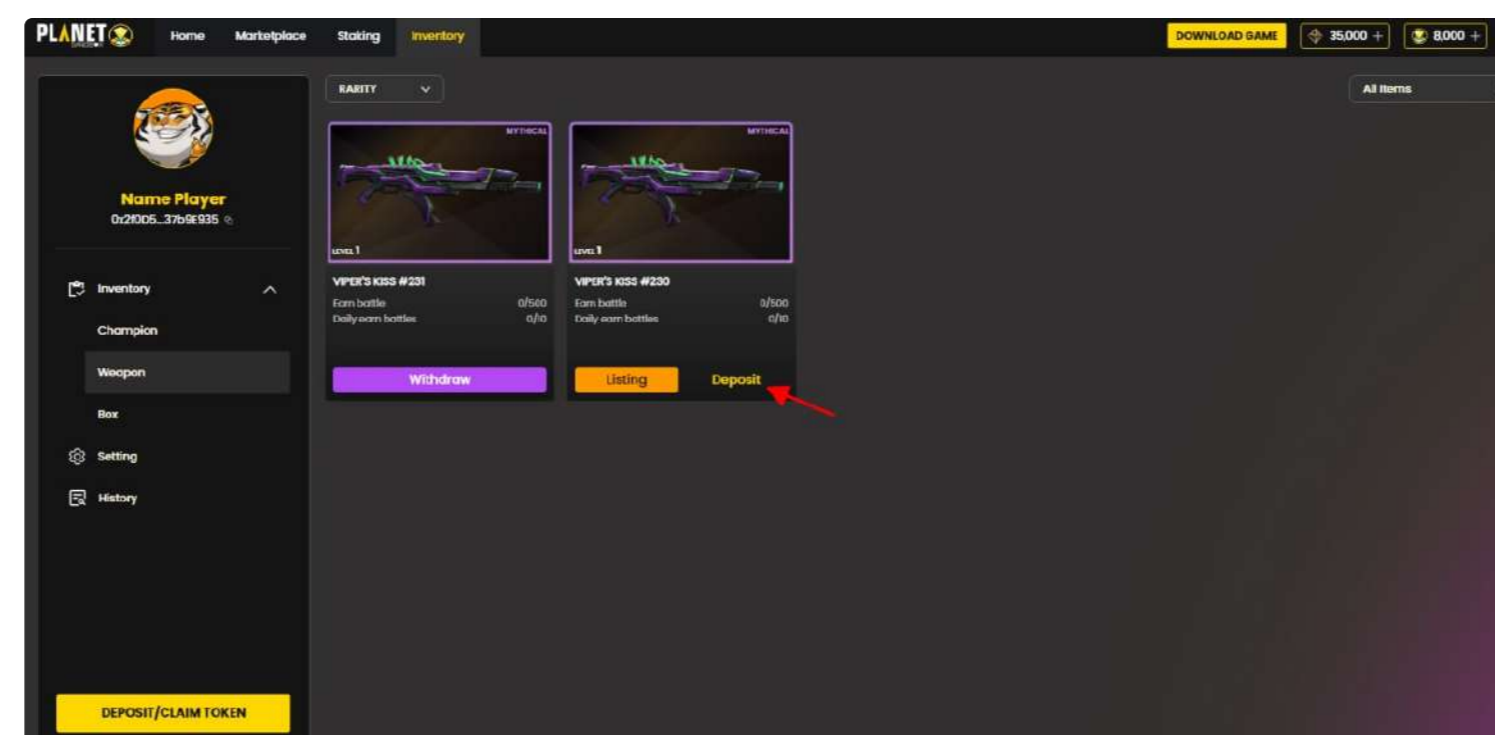 PLANET
Home
Marketplace
Staking
Inventory
DOWNLOAD GAME
35,000 +
8,000 +
Name Player
0x2f0D5...37b9E935
Inventory
Champion
Weapon
Box
Setting
History
DEPOSIT/CLAIM TOKEN
RARITY
All Items
MYTHICAL
LEVEL 1
VIPER'S KISS #231
Earn battle 0/500
Daily earn battles 0/10
Withdraw
MYTHICAL
LEVEL 1
VIPER'S KISS #230
Earn battle 0/500
Daily earn battles 0/10
Listing
Deposit